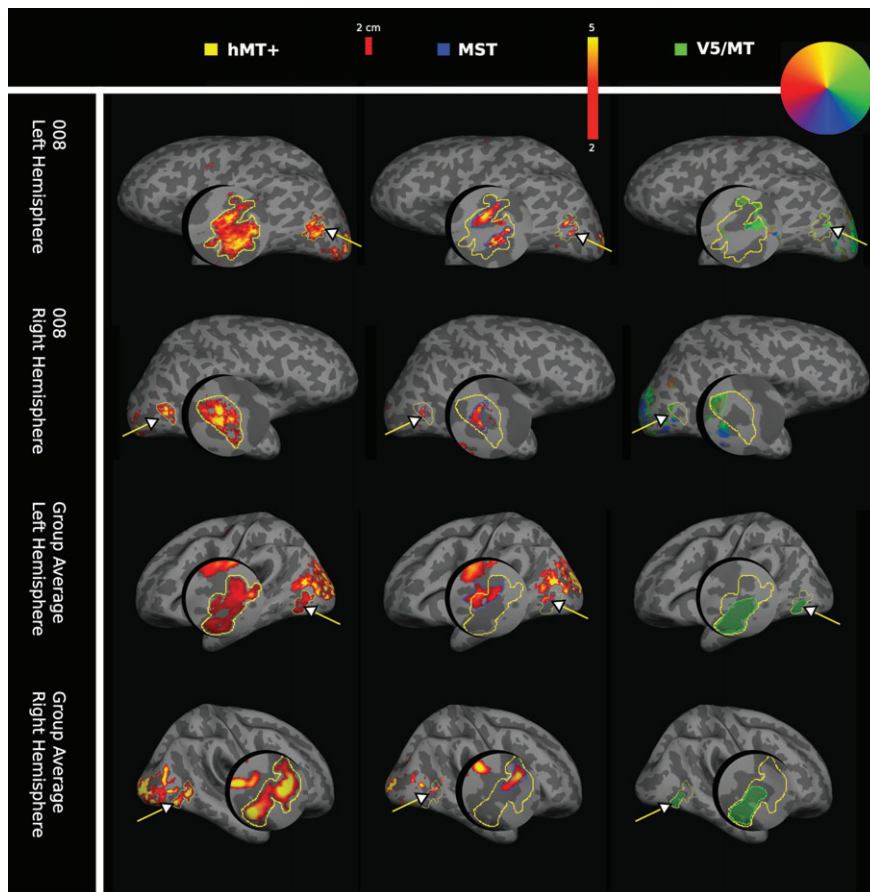 2 cm
5
hMT+
MST
V5/MT
2
008
Left Hemisphere
008
Right Hemisphere
Group Average
Left Hemisphere
Group Average
Right Hemisphere